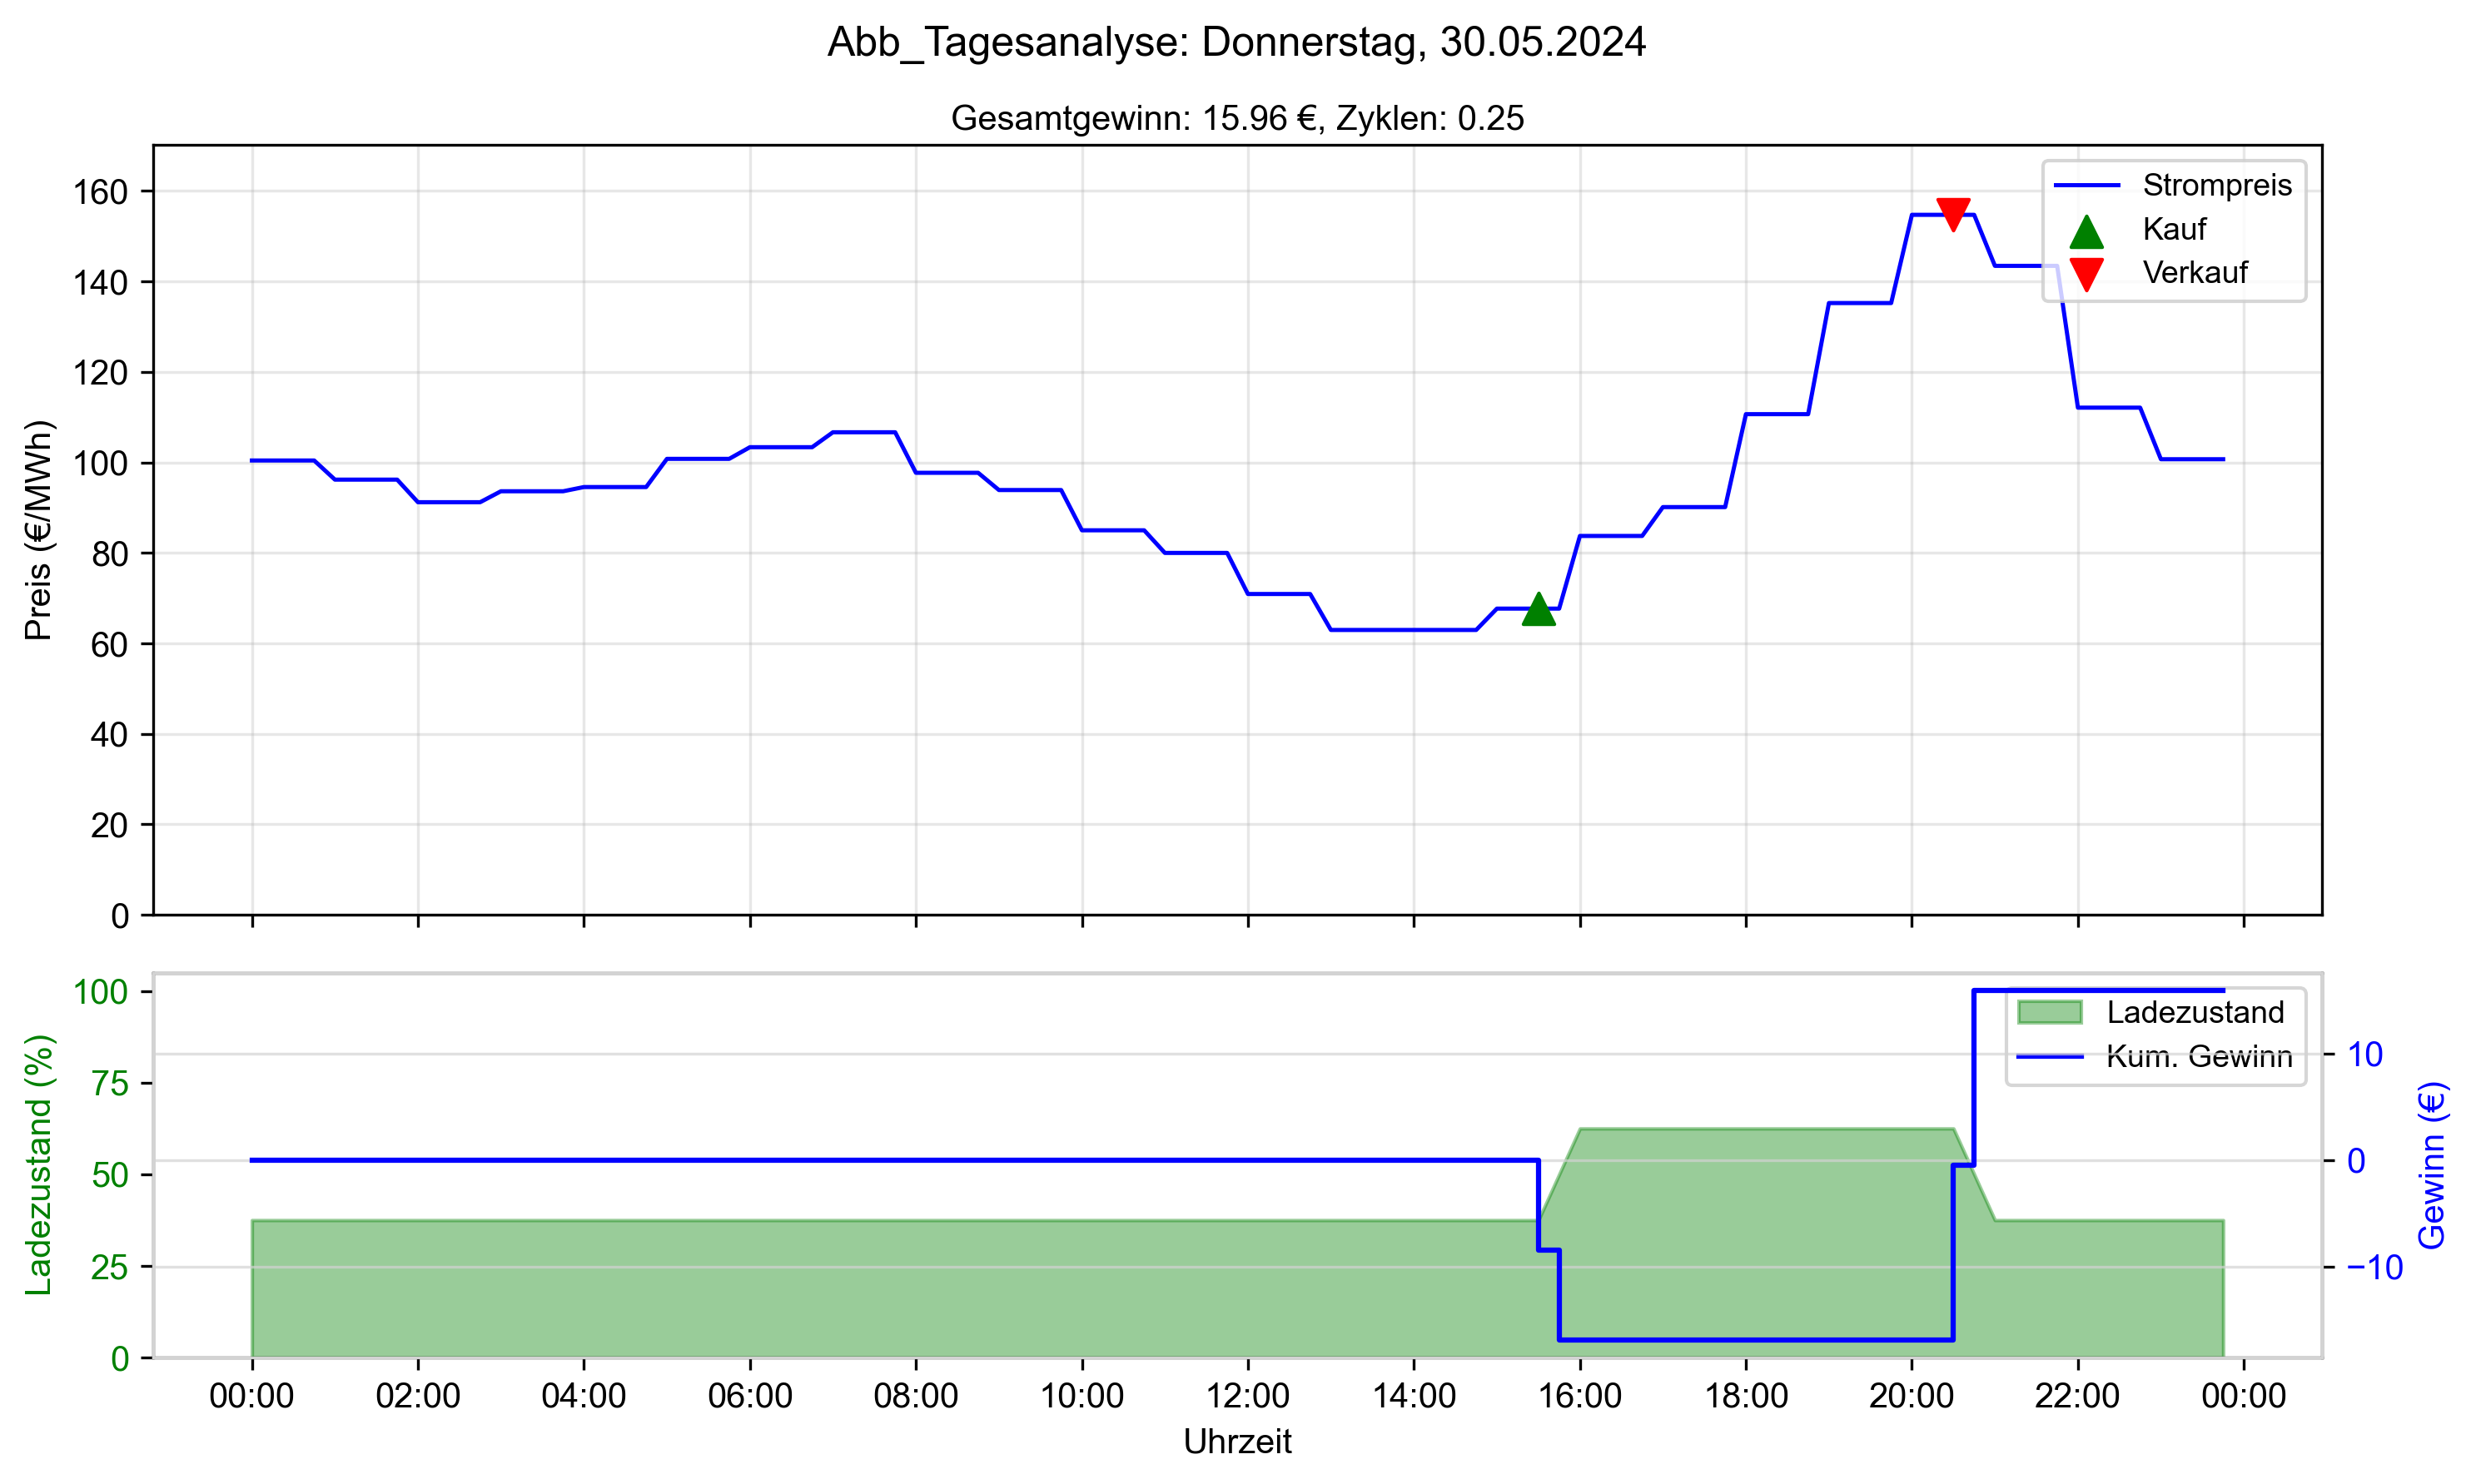 Abb_Tagesanalyse: Donnerstag, 30.05.2024
Gesamtgewinn: 15.96 €, Zyklen: 0.25
Preis (€/MWh)
160
140
120
100
80
60
40
20
0
Strompreis
Kauf
Verkauf
Ladezustand (%)
100
75
50
25
0
Ladezustand
Kum. Gewinn
10
0
−10
Gewinn (€)
00:00 02:00 04:00 06:00 08:00 10:00 12:00 14:00 16:00 18:00 20:00 22:00 00:00
Uhrzeit